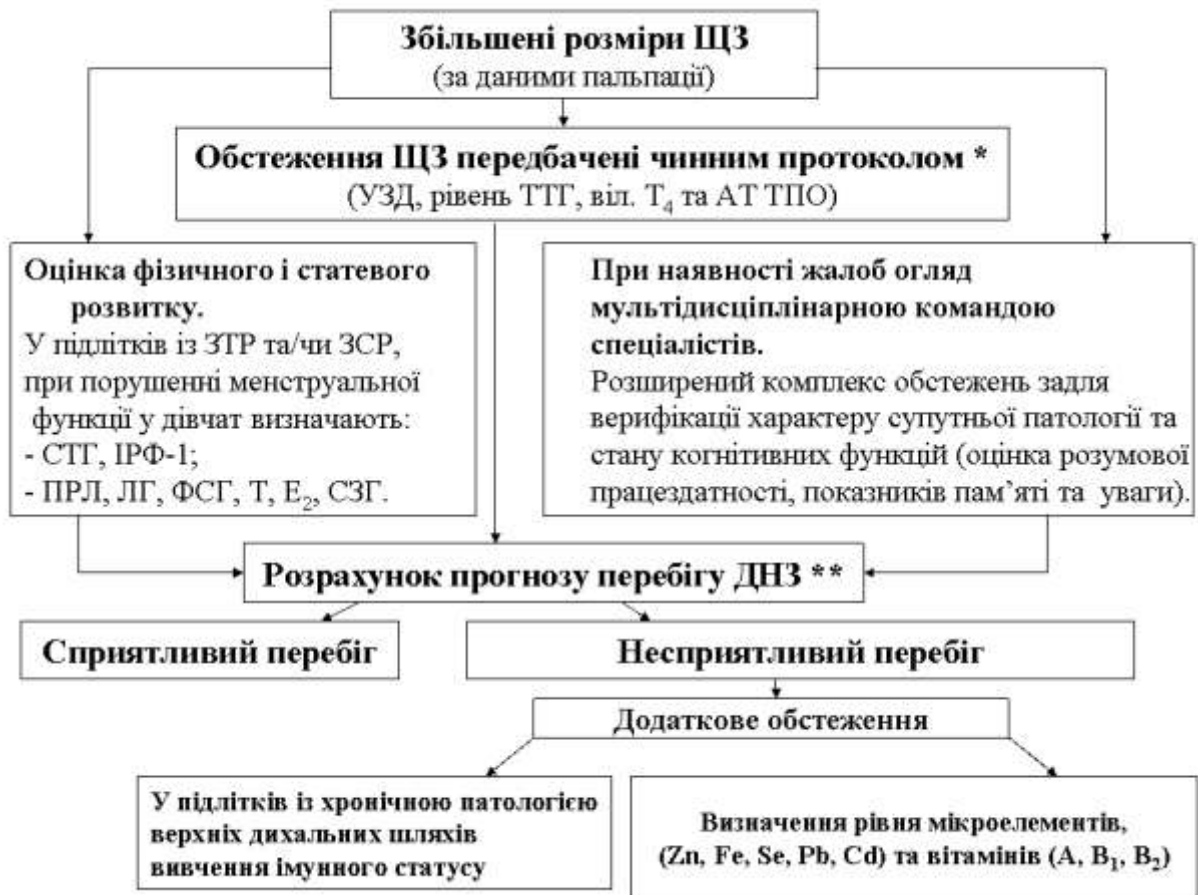 Збільшені розміри ЩЗ
(за даними пальпації)
Обстеження ЩЗ передбачені чинним протоколом *
(УЗД, рівень ТТГ, віл. Т₄ та АТ ТПО)
Оцінка фізичного і статевого
розвитку.
У підлітків із ЗТР та/чи ЗСР,
при порушенні менструальної
функції у дівчат визначають:
- СТГ, ІРФ-1;
- ПРЛ, ЛГ, ФСГ, Т, Е₂, СЗГ.
При наявності жалоб огляд
мультідисціплінарною командою
спеціалістів.
Розширений комплекс обстежень задля
верифікації характеру супутньої патології та
стану когнітивних функцій (оцінка розумової
працездатності, показників пам’яті та уваги).
Розрахунок прогнозу перебігу ДНЗ **
Сприятливий перебіг
Несприятливий перебіг
Додаткове обстеження
У підлітків із хронічною патологією
верхніх дихальних шляхів
вивчення імунного статусу
Визначення рівня мікроелементів,
(Zn, Fe, Se, Pb, Cd) та вітамінів (А, В₁, В₂)